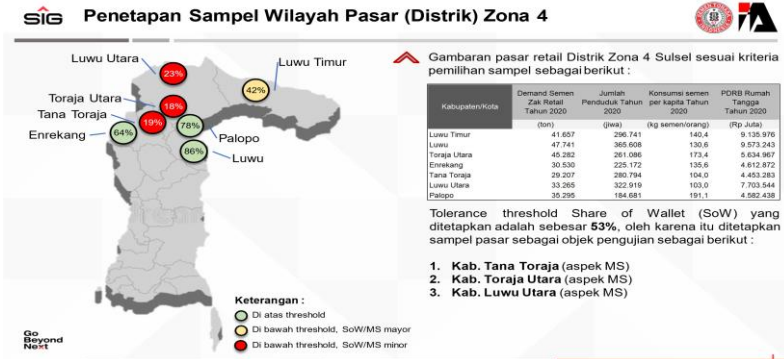 SIG
Penetapan Sampel Wilayah Pasar (Distrik) Zona 4
IA
Luwu Utara
23%
Luwu Timur
42%
Toraja Utara
18%
Tana Toraja
19%
78%
Enrekang
64%
Palopo
86%
Luwu
Keterangan :
Di atas threshold
Di bawah threshold, SoW/MS mayor
Di bawah threshold, SoW/MS minor
Go
Beyond
Next
Gambaran pasar retail Distrik Zona 4 Sulsel sesuai kriteria
pemilihan sampel sebagai berikut :
Kabupaten/Kota | Demand Semen Zak Retail Tahun 2020 | Jumlah Penduduk Tahun 2020 | Konsumsi semen per kapita Tahun 2020 | PDRB Rumah Tangga Tahun 2020
(ton) (jiwa) (kg semen/orang) (Rp Juta)
Luwu Timur 41.657 296.741 140,4 9.135.976
Luwu 47.741 365.608 130,6 9.573.243
Toraja Utara 45.282 261.086 173,4 5.634.967
Enrekang 30.530 225.172 135,6 4.612.872
Tana Toraja 29.207 280.794 104,0 4.453.283
Luwu Utara 33.265 322.919 103,0 7.703.544
Palopo 35.295 184.681 191,1 4.582.438
Tolerance threshold Share of Wallet (SoW) yang
ditetapkan adalah sebesar 53%, oleh karena itu ditetapkan
sampel pasar sebagai objek pengujian sebagai berikut :
1. Kab. Tana Toraja (aspek MS)
2. Kab. Toraja Utara (aspek MS)
3. Kab. Luwu Utara (aspek MS)